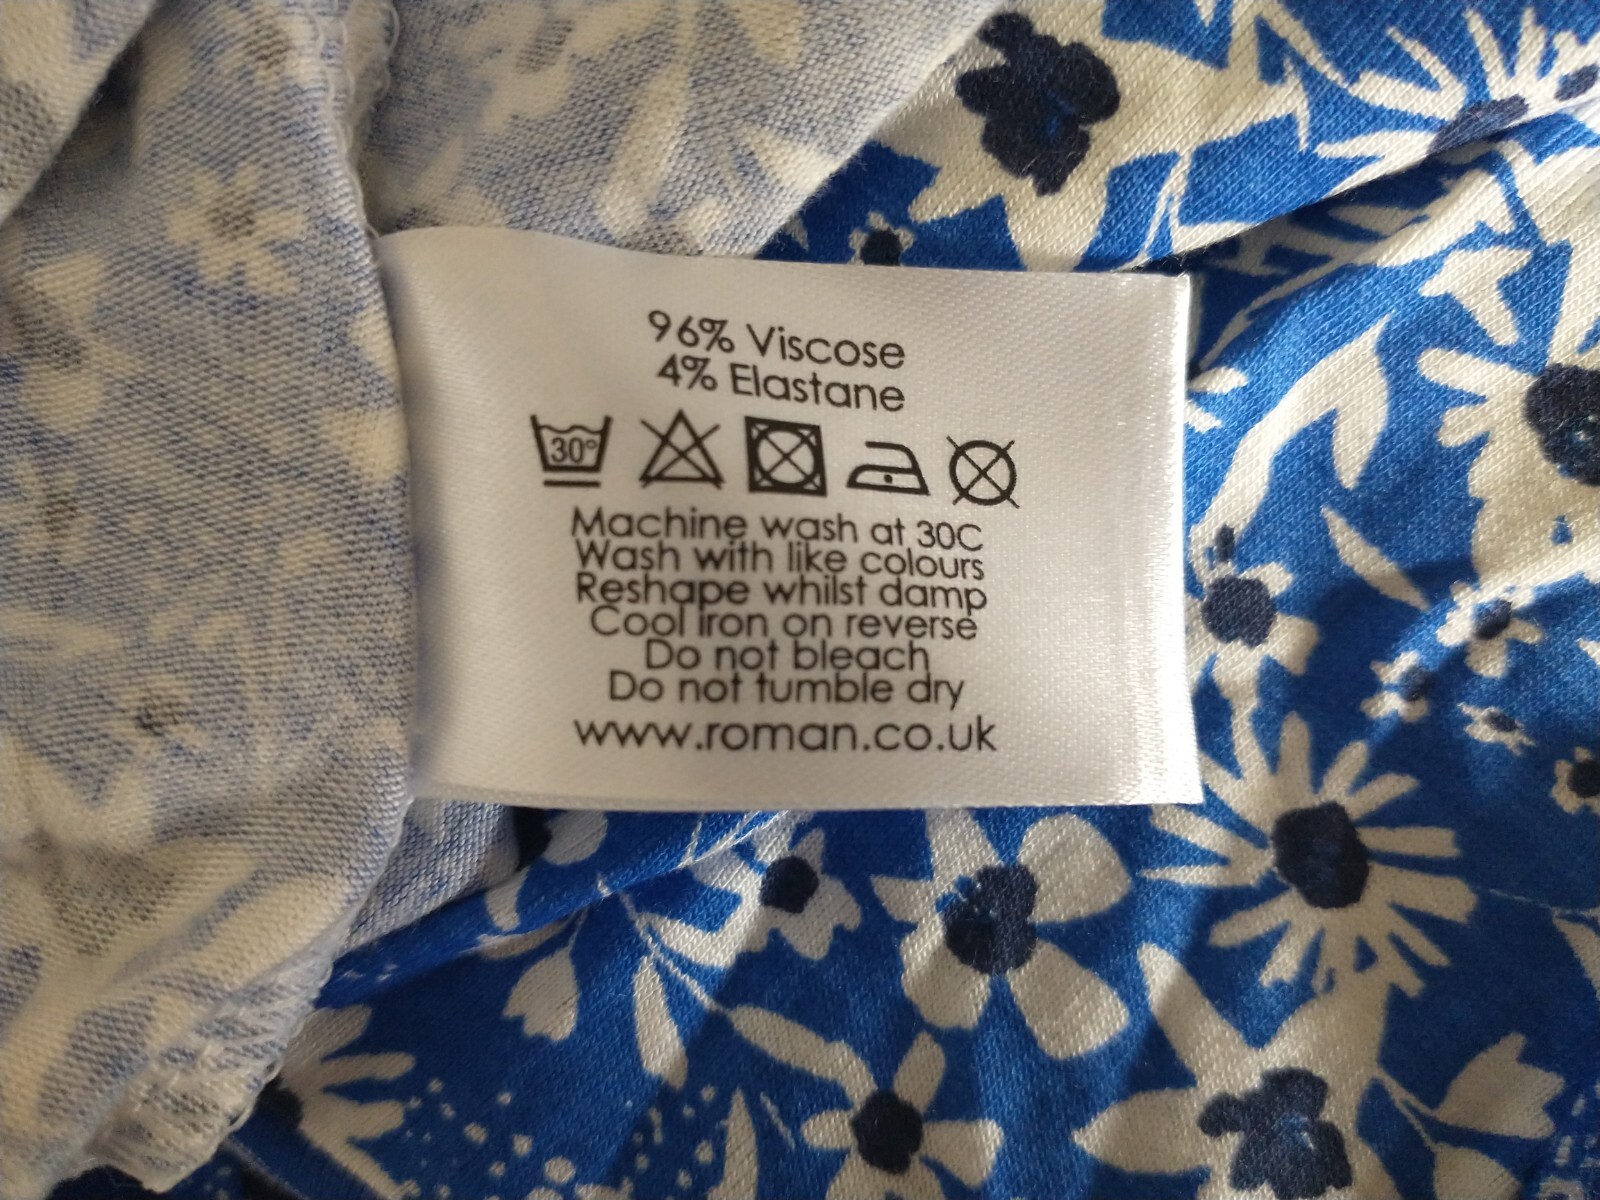 96% Viscose
4% Elastane
30°
Machine wash at 30C
Wash with like colours
Reshape whilst damp
Cool iron on reverse
Do not bleach
Do not tumble dry
www.roman.co.uk